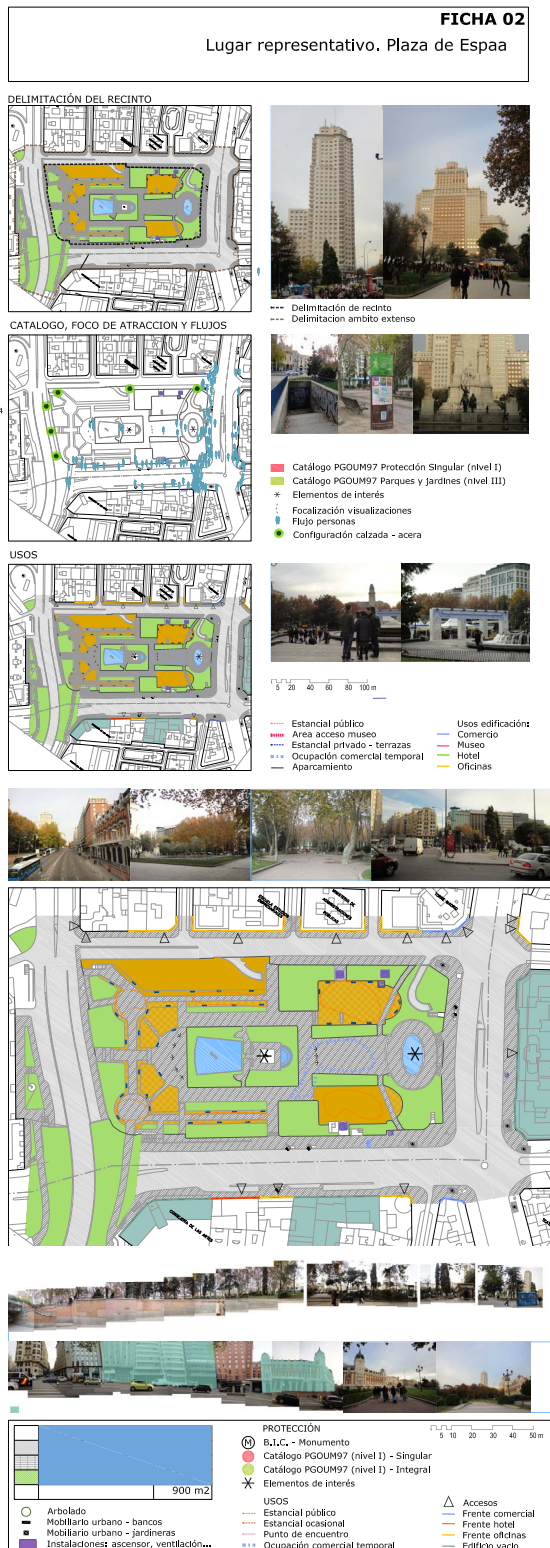 FICHA 02
Lugar representativo. Plaza de Espaa
DELIMITACIÓN DEL RECINTO
Delimitación de recinto
Delimitacion ambito extenso
CATALOGO, FOCO DE ATRACCION Y FLUJOS
Catálogo PGOUM97 Protección Singular (nivel I)
Catálogo PGOUM97 Parques y jardines (nivel III)
Elementos de interés
Focalización visualizaciones
Flujo personas
Configuración calzada - acera
USOS
5 20 40 60 80 100 m
Estancial público
Area acceso museo
Estancial privado - terrazas
Ocupación comercial temporal
Aparcamiento
Usos edificación:
Comercio
Museo
Hotel
Oficinas
900 m2
Arbolado
Mobiliario urbano - bancos
Mobiliario urbano - jardineras
Instalaciones: ascensor, ventilación...
PROTECCIÓN
M B.I.C. - Monumento
Catálogo PGOUM97 (nivel I) - Singular
Catálogo PGOUM97 (nivel I) - Integral
Elementos de interés
USOS
Estancial público
Estancial ocasional
Punto de encuentro
Ocupación comercial temporal
5 10 20 30 40 50 m
Accesos
Frente comercial
Frente hotel
Frente oficinas
Edificio vacio